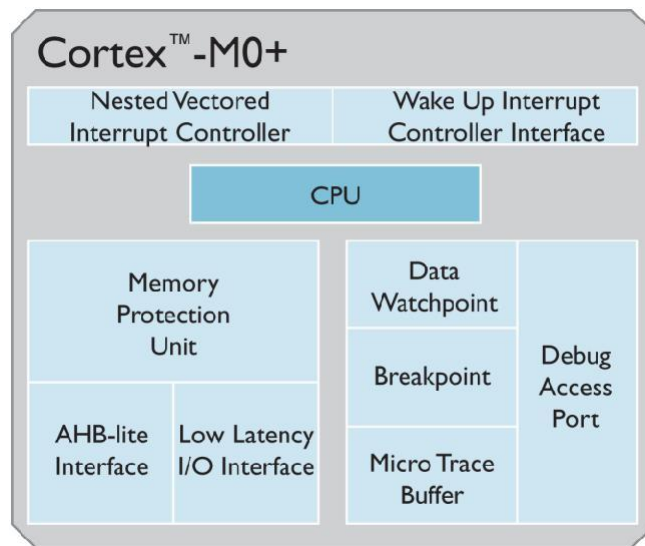 Cortex™-M0+
Nested Vectored
Interrupt Controller
Wake Up Interrupt
Controller Interface
CPU
Memory
Protection
Unit
AHB-lite
Interface
Low Latency
I/O Interface
Data
Watchpoint
Breakpoint
Micro Trace
Buffer
Debug
Access
Port